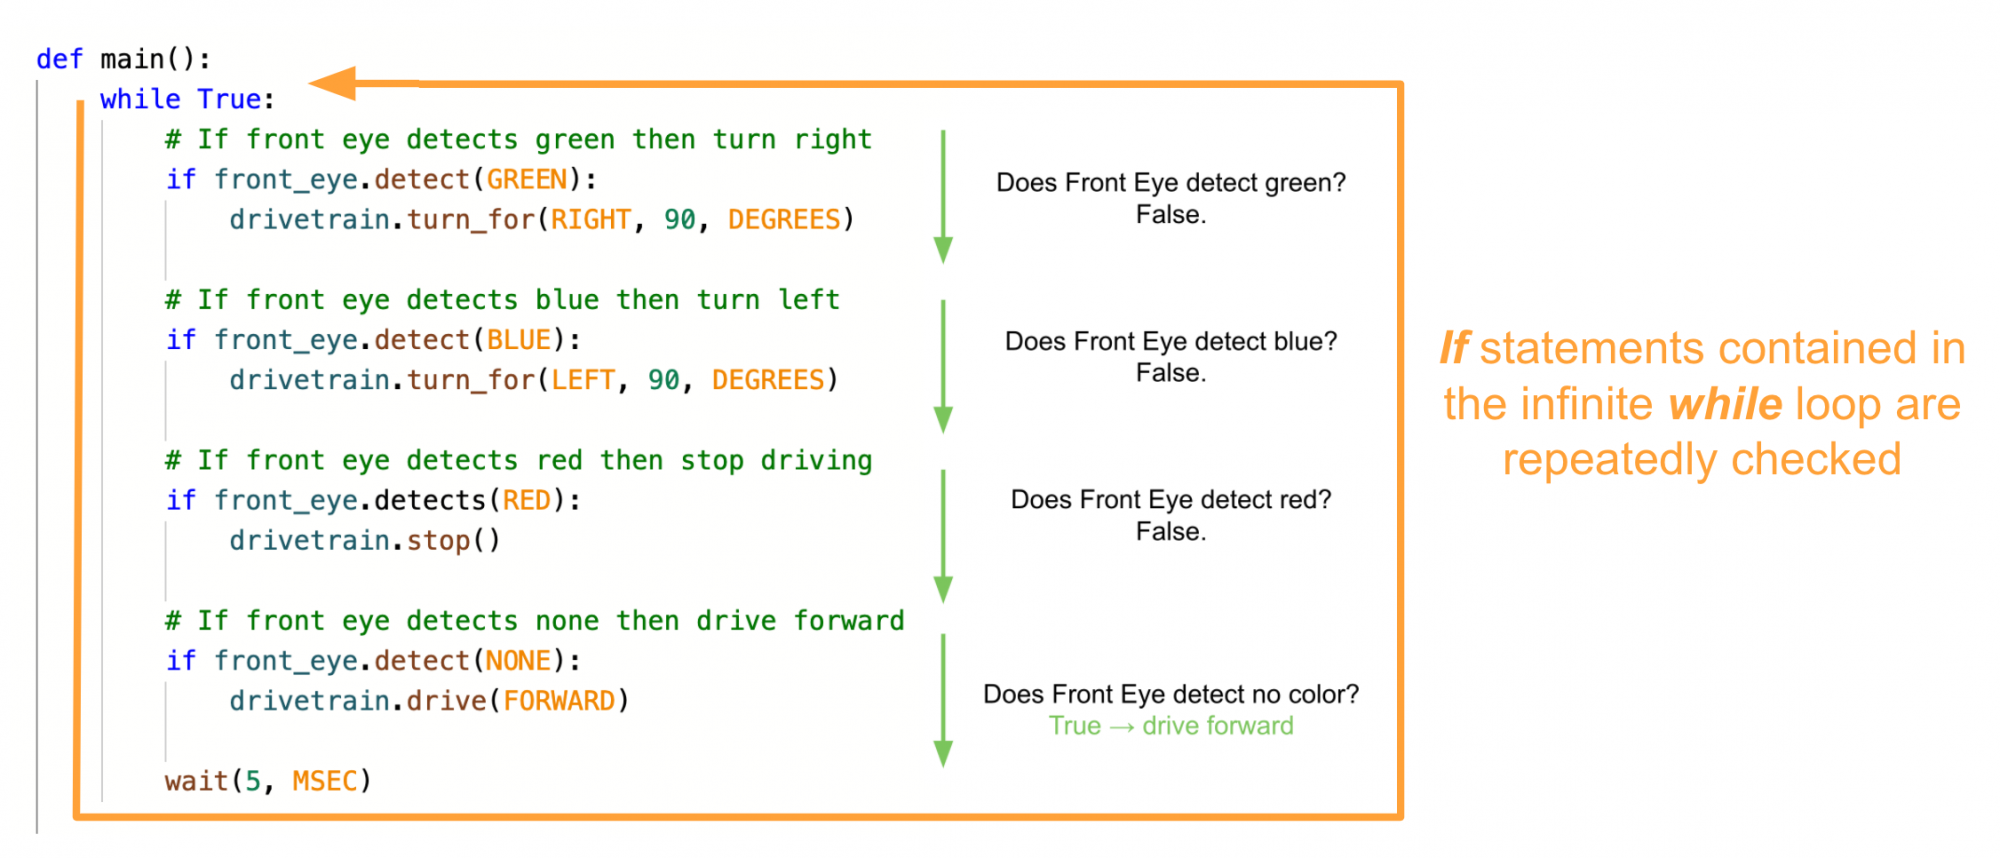 def main():
while True:
# If front eye detects green then turn right
if front_eye.detect(GREEN):
drivetrain.turn_for(RIGHT, 90, DEGREES)
# If front eye detects blue then turn left
if front_eye.detect(BLUE):
drivetrain.turn_for(LEFT, 90, DEGREES)
# If front eye detects red then stop driving
if front_eye.detects(RED):
drivetrain.stop()
# If front eye detects none then drive forward
if front_eye.detect(NONE):
drivetrain.drive(FORWARD)
wait(5, MSEC)
Does Front Eye detect green?
False.
Does Front Eye detect blue?
False.
Does Front Eye detect red?
False.
Does Front Eye detect no color?
True → drive forward
If statements contained in
the infinite while loop are
repeatedly checked